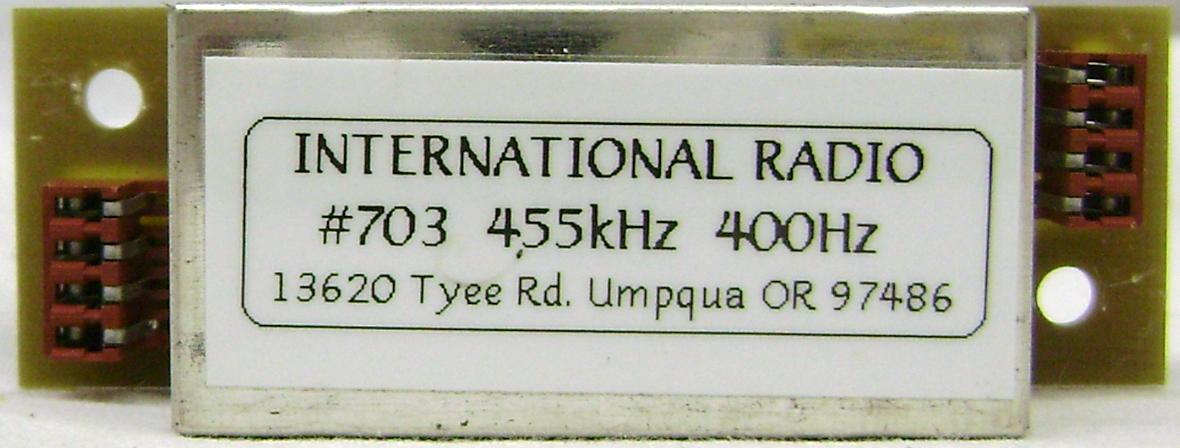 INTERNATIONAL RADIO
#703 455kHz 400Hz
13620 Tyee Rd. Umpqua OR 97486